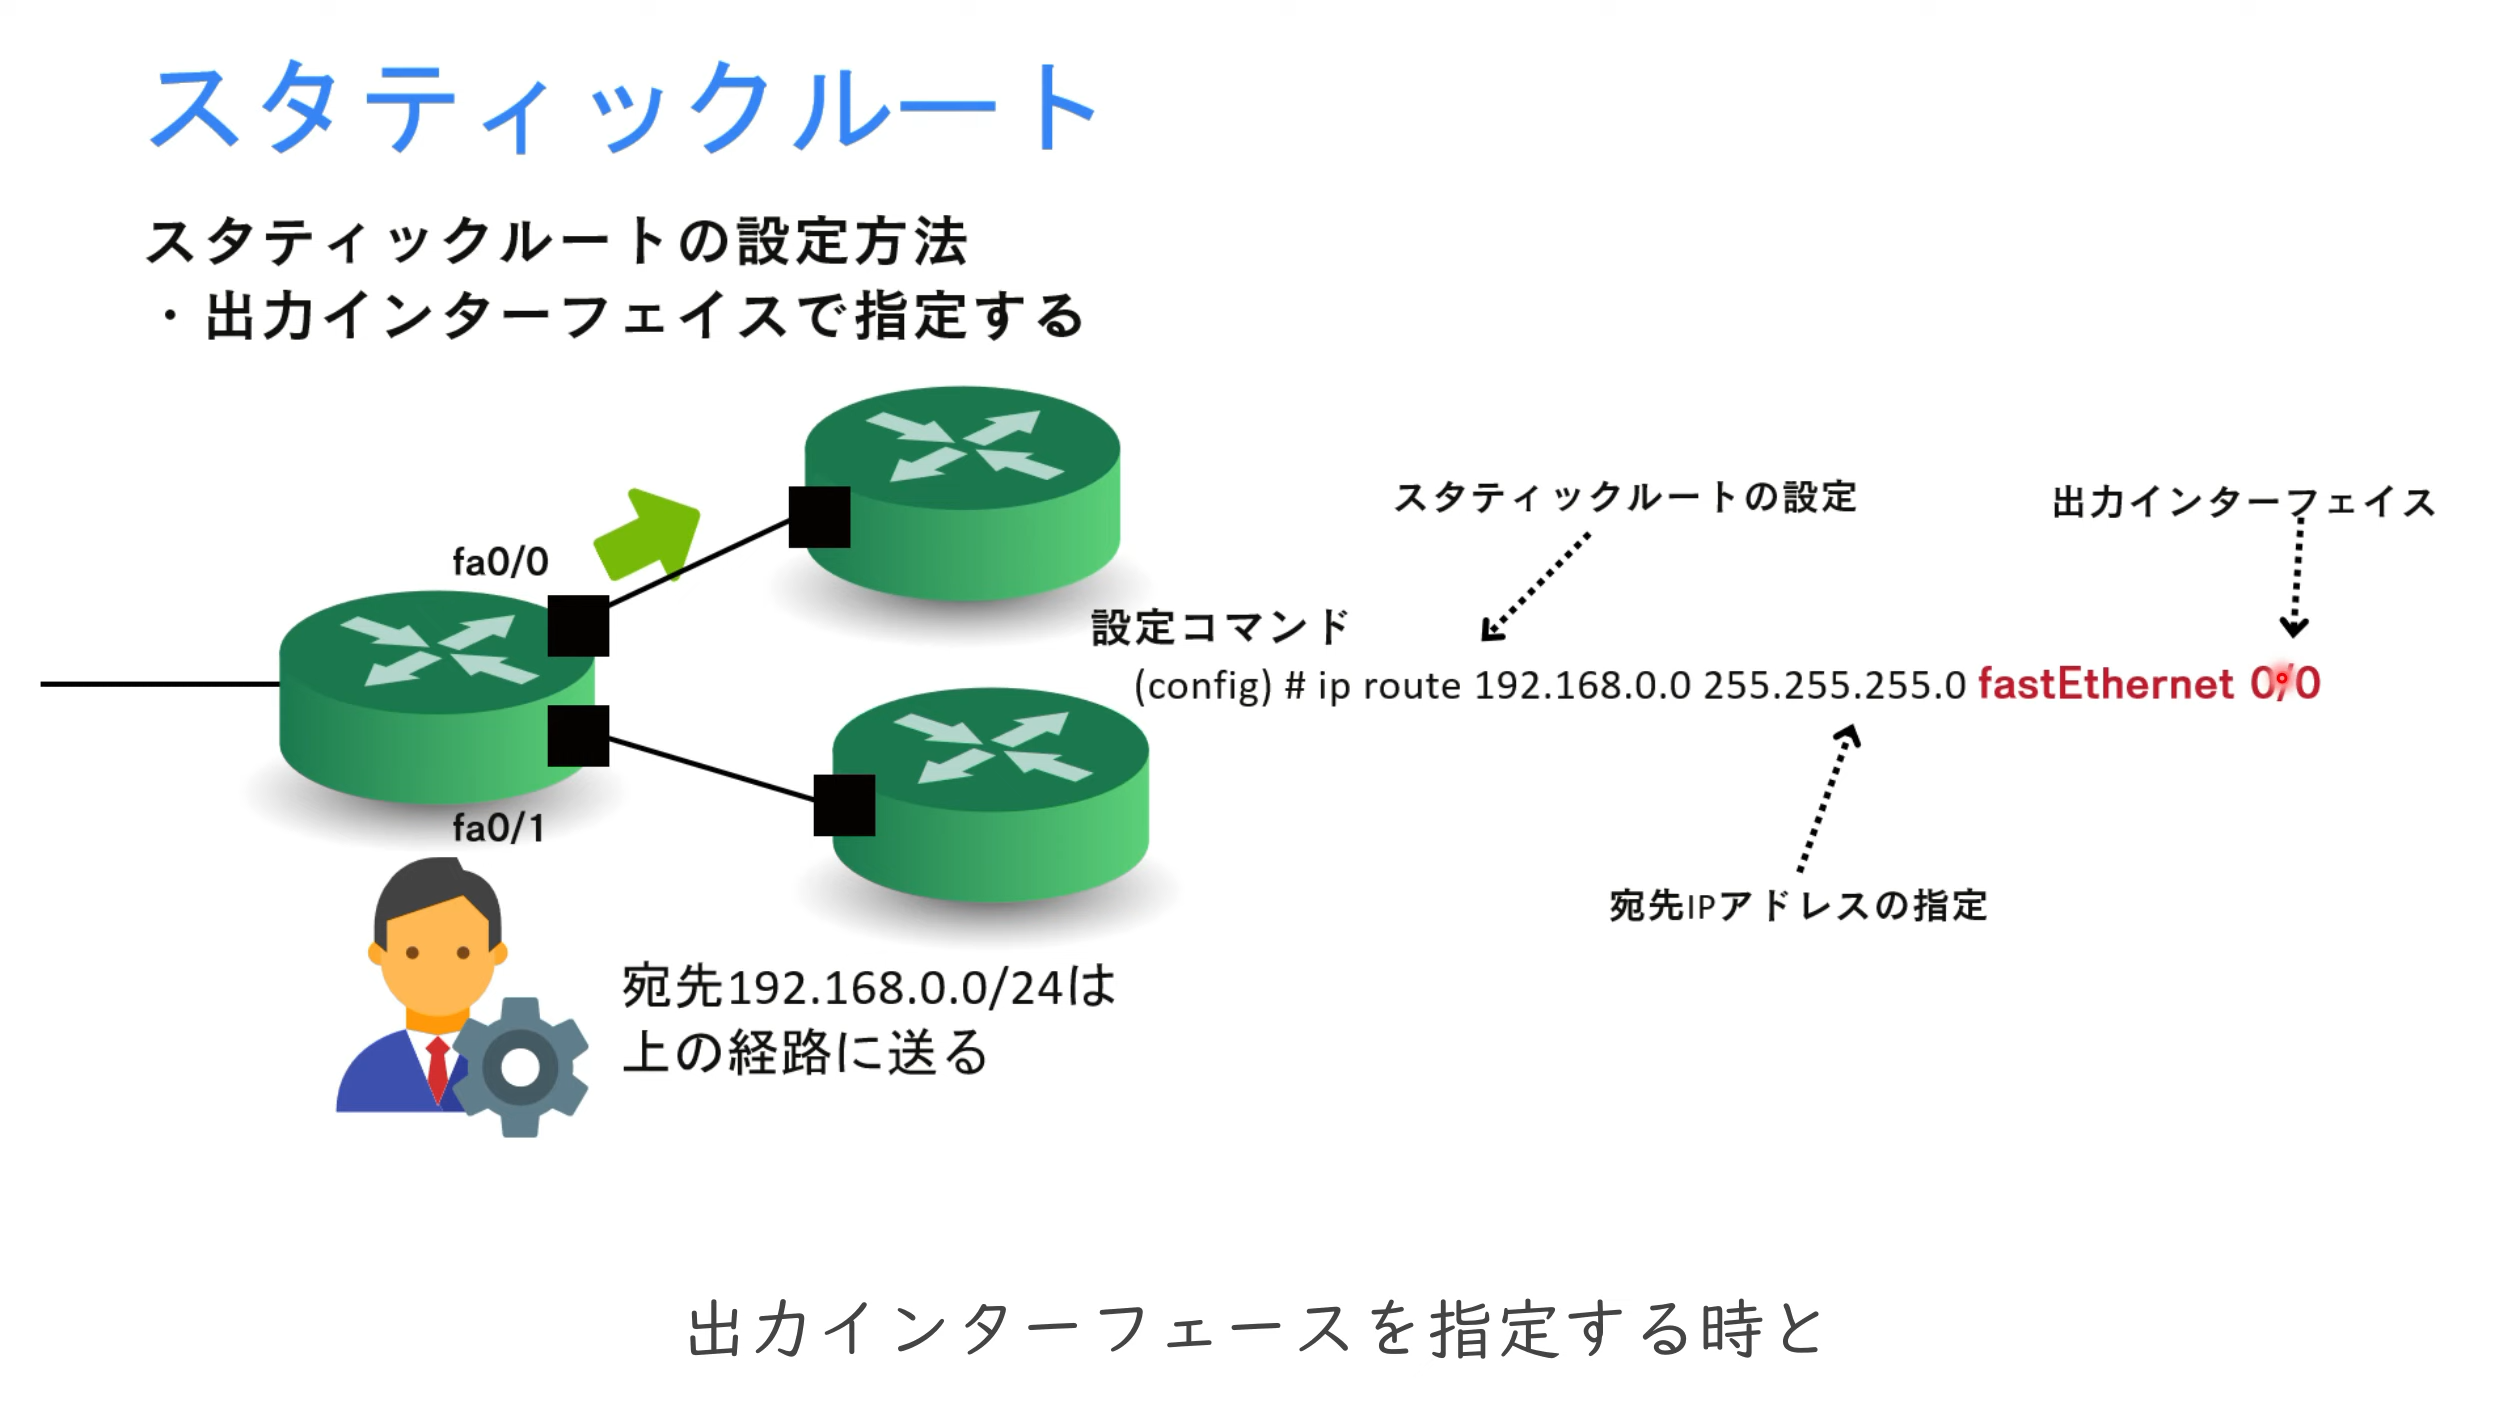 スタティックルート
スタティックルートの設定方法
・出力インターフェイスで指定する
スタティックルートの設定
出力インターフェイス
fa0/0
設定コマンド
(config) # ip route 192.168.0.0 255.255.255.0 fastEthernet 0/0
fa0/1
宛先IPアドレスの指定
宛先192.168.0.0/24は
上の経路に送る
出力インターフェースを指定する時と